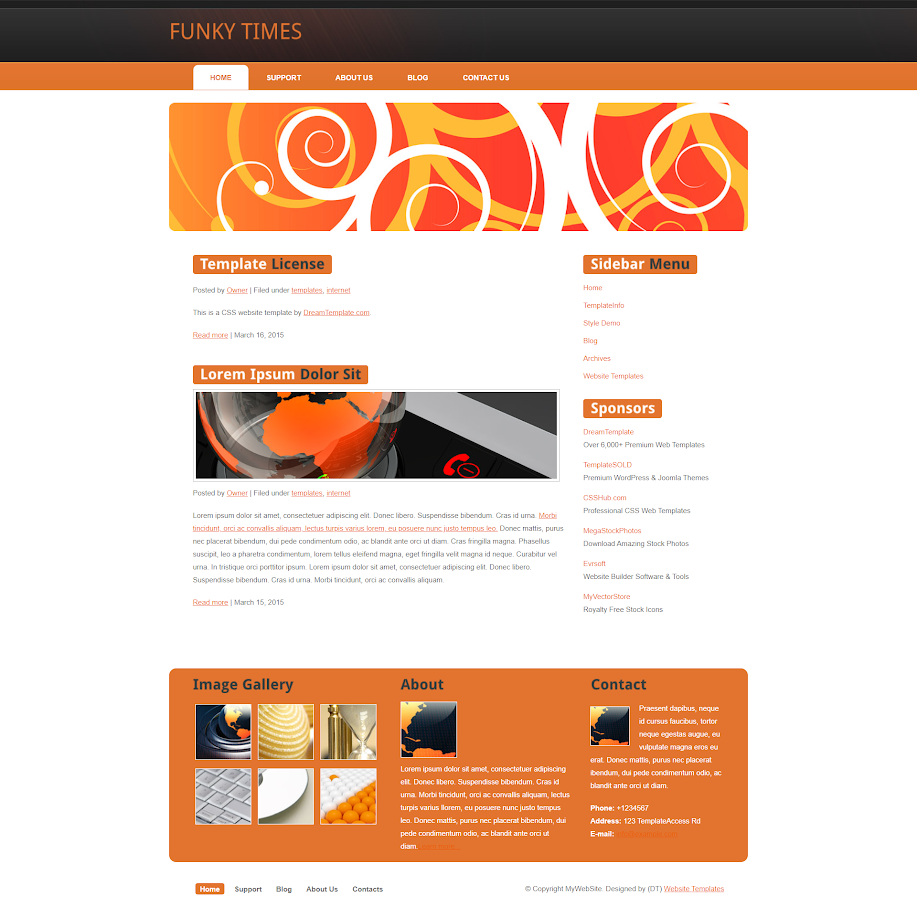 FUNKY TIMES
HOME SUPPORT ABOUT US BLOG CONTACT US
Template License
Posted by Owner | Filed under templates, internet
This is a CSS website template by DreamTemplate.com
Read more | March 16, 2015
Lorem Ipsum Dolor Sit
Posted by Owner | Filed under templates, internet
Lorem ipsum dolor sit amet, consectetuer adipiscing elit. Donec libero. Suspendisse bibendum. Cras id urna. Morbi
tincidunt, orci ac convallis aliquam, lectus turpis varius lorem, eu posuere nunc justo tempus leo. Donec mattis, purus
nec placerat bibendum, dui pede condimentum odio, ac blandit ante orci ut diam. Cras fringilla magna. Phasellus
suscipit, leo a pharetra condimentum, lorem tellus eleifend magna, eget fringilla velit magna id neque. Curabitur vel
urna. In tristique orci porttitor ipsum. Lorem ipsum dolor sit amet, consectetuer adipiscing elit. Donec libero.
Suspendisse bibendum. Cras id urna. Morbi tincidunt, orci ac convallis aliquam.
Read more | March 15, 2015
Sidebar Menu
Home
TemplateInfo
Style Demo
Blog
Archives
Website Templates
Sponsors
DreamTemplate
Over 6,000+ Premium Web Templates
TemplateSOLD
Premium WordPress & Joomla Themes
CSSHub.com
Professional CSS Web Templates
MegaStockPhotos
Download Amazing Stock Photos
Evrsoft
Website Builder Software & Tools
MyVectorStore
Royalty Free Stock Icons
Image Gallery
About
Lorem ipsum dolor sit amet, consectetuer adipiscing
elit. Donec libero. Suspendisse bibendum. Cras id
urna. Morbi tincidunt, orci ac convallis aliquam, lectus
turpis varius lorem, eu posuere nunc justo tempus
leo. Donec mattis, purus nec placerat bibendum, dui
pede condimentum odio, ac blandit ante orci ut
diam.
Contact
Praesent dapibus, neque
id cursus faucibus, tortor
neque egestas augue, eu
vulputate magna eros eu
erat. Donec mattis, purus nec placerat
ibendum, dui pede condimentum odio, ac
blandit ante orci ut diam.
Phone: +1234567
Address: 123 TemplateAccess Rd
E-mail:
Home Support Blog About Us Contacts
© Copyright MyWebSite. Designed by (DT) Website Templates